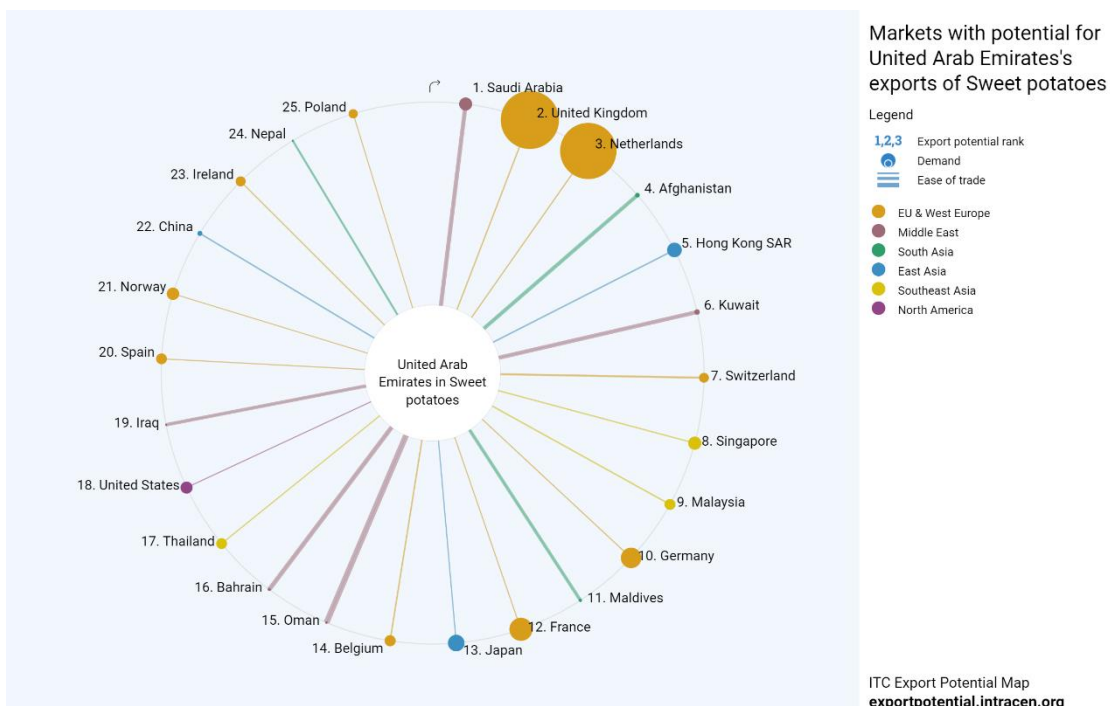 Markets with potential for
United Arab Emirates's
exports of Sweet potatoes
Legend
1,2,3 Export potential rank
Demand
Ease of trade
EU & West Europe
Middle East
South Asia
East Asia
Southeast Asia
North America
1. Saudi Arabia
2. United Kingdom
3. Netherlands
4. Afghanistan
5. Hong Kong SAR
6. Kuwait
7. Switzerland
8. Singapore
9. Malaysia
10. Germany
11. Maldives
12. France
13. Japan
14. Belgium
15. Oman
16. Bahrain
17. Thailand
18. United States
19. Iraq
20. Spain
21. Norway
22. China
23. Ireland
24. Nepal
25. Poland
United Arab
Emirates in Sweet
potatoes
ITC Export Potential Map
exportpotential.intracen.org